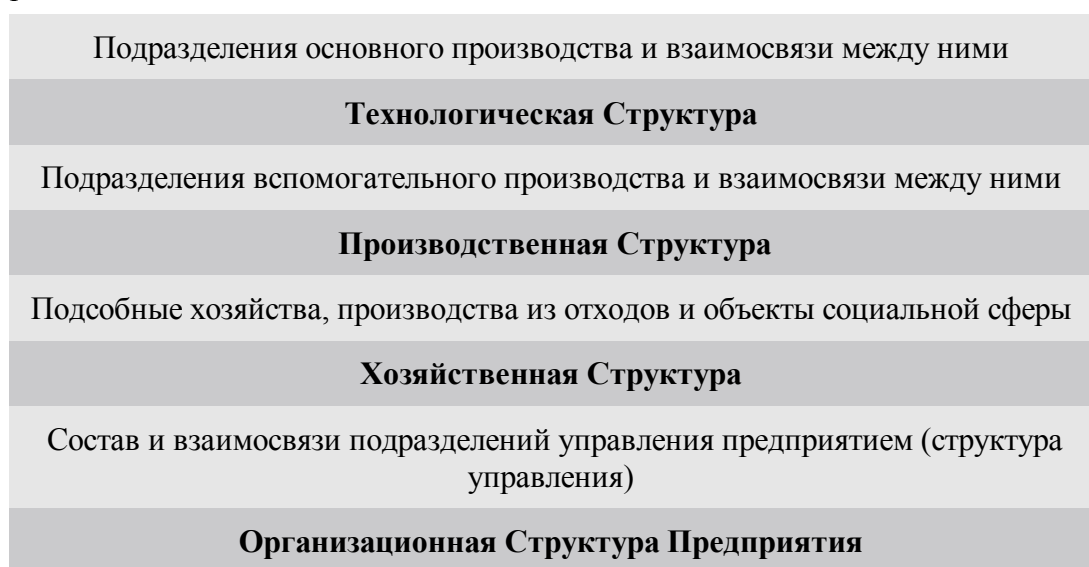 Подразделения основного производства и взаимосвязи между ними
Технологическая Структура
Подразделения вспомогательного производства и взаимосвязи между ними
Производственная Структура
Подсобные хозяйства, производства из отходов и объекты социальной сферы
Хозяйственная Структура
Состав и взаимосвязи подразделений управления предприятием (структура
управления)
Организационная Структура Предприятия